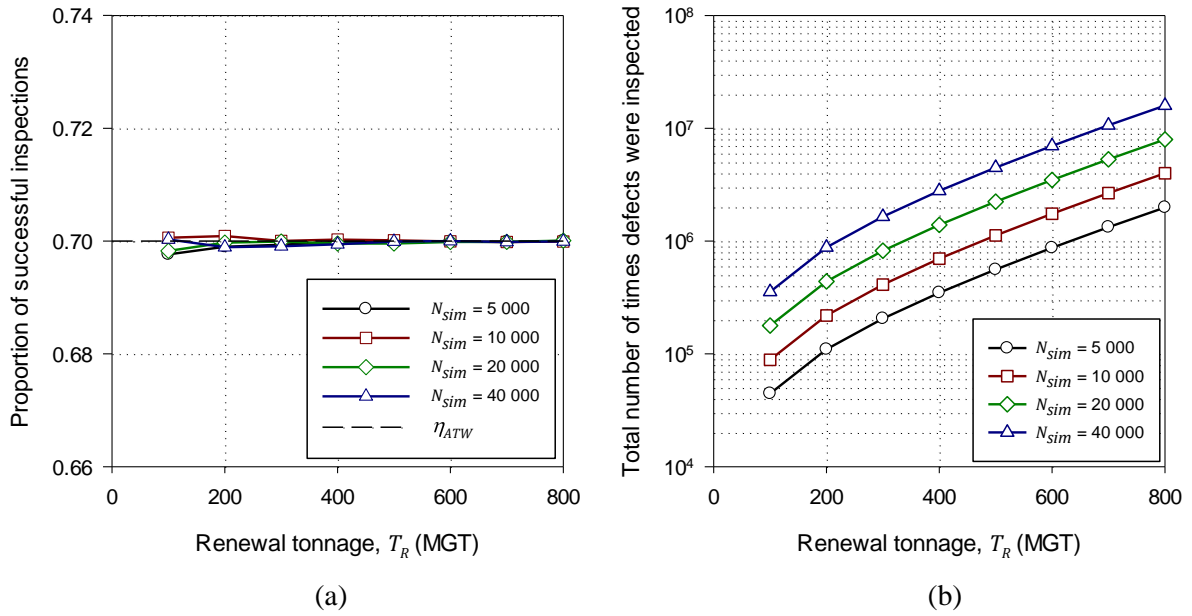 Proportion of successful inspections
0.74
0.72
0.70
0.68
0.66
0
200
400
600
800
Renewal tonnage, T_R (MGT)
N_sim = 5 000
N_sim = 10 000
N_sim = 20 000
N_sim = 40 000
η_ATW
(a)
Total number of times defects were inspected
10^8
10^7
10^6
10^5
10^4
0
200
400
600
800
Renewal tonnage, T_R (MGT)
N_sim = 5 000
N_sim = 10 000
N_sim = 20 000
N_sim = 40 000
(b)